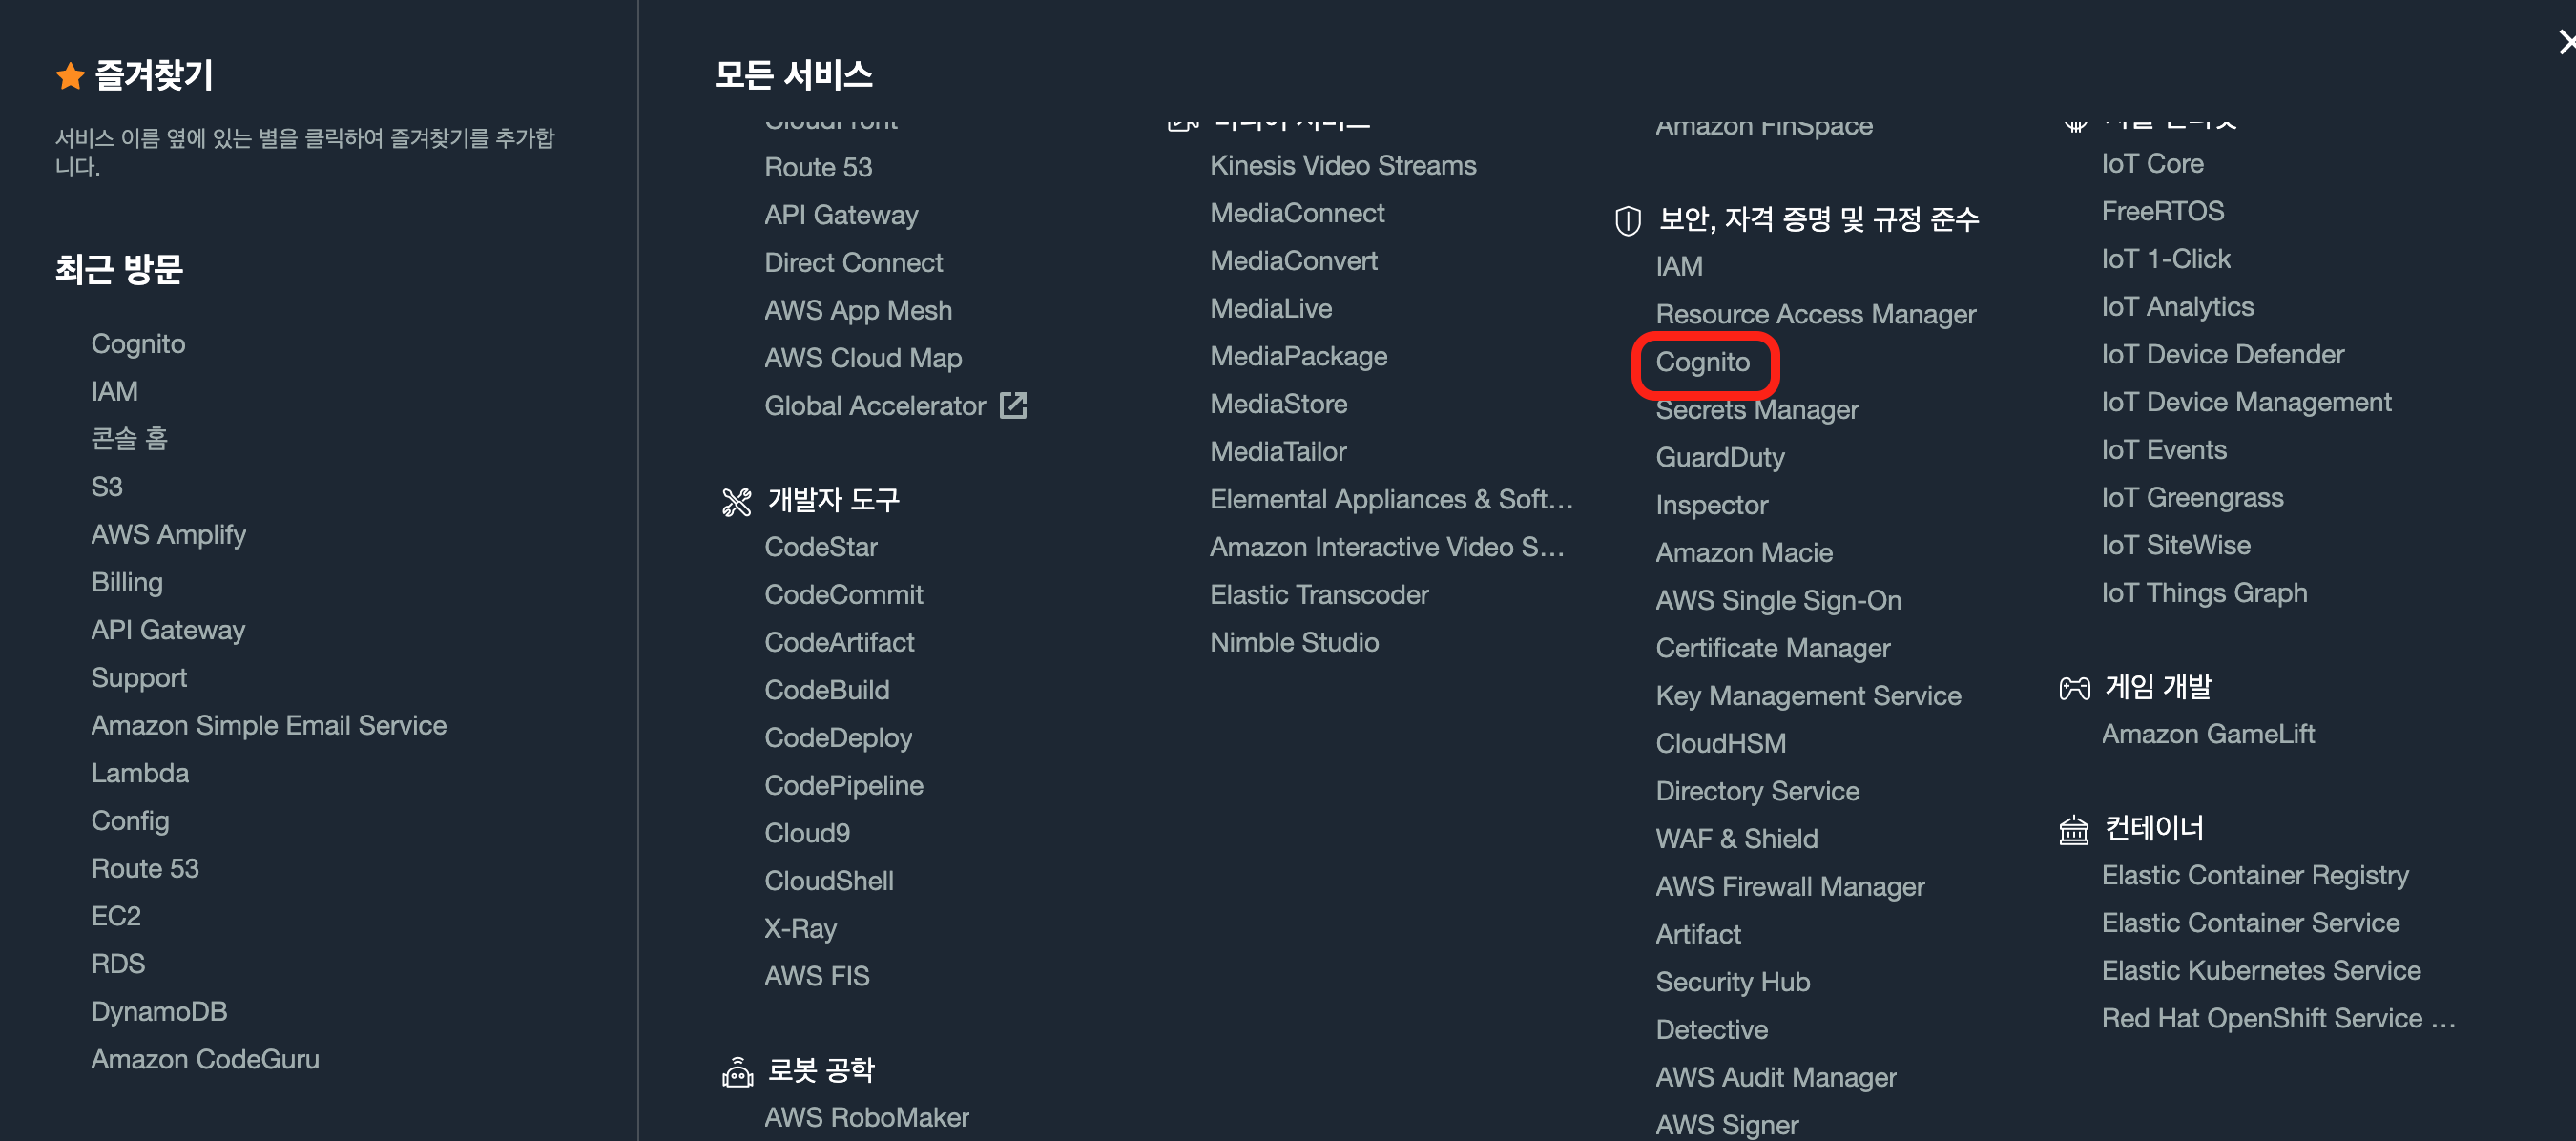 즐겨찾기
서비스 이름 옆에 있는 별을 클릭하여 즐겨찾기를 추가합
니다.
최근 방문
Cognito
IAM
콘솔 홈
S3
AWS Amplify
Billing
API Gateway
Support
Amazon Simple Email Service
Lambda
Config
Route 53
EC2
RDS
DynamoDB
Amazon CodeGuru
모든 서비스
CloudFront
Route 53
API Gateway
Direct Connect
AWS App Mesh
AWS Cloud Map
Global Accelerator
개발자 도구
CodeStar
CodeCommit
CodeArtifact
CodeBuild
CodeDeploy
CodePipeline
Cloud9
CloudShell
X-Ray
AWS FIS
로봇 공학
AWS RoboMaker
Kinesis Video Streams
MediaConnect
MediaConvert
MediaLive
MediaPackage
MediaStore
MediaTailor
Elemental Appliances & Soft...
Amazon Interactive Video S...
Elastic Transcoder
Nimble Studio
Amazon FinSpace
보안, 자격 증명 및 규정 준수
IAM
Resource Access Manager
Cognito
Secrets Manager
GuardDuty
Inspector
Amazon Macie
AWS Single Sign-On
Certificate Manager
Key Management Service
CloudHSM
Directory Service
WAF & Shield
AWS Firewall Manager
Artifact
Security Hub
Detective
AWS Audit Manager
AWS Signer
IoT Core
FreeRTOS
IoT 1-Click
IoT Analytics
IoT Device Defender
IoT Device Management
IoT Events
IoT Greengrass
IoT SiteWise
IoT Things Graph
게임 개발
Amazon GameLift
컨테이너
Elastic Container Registry
Elastic Container Service
Elastic Kubernetes Service
Red Hat OpenShift Service ...